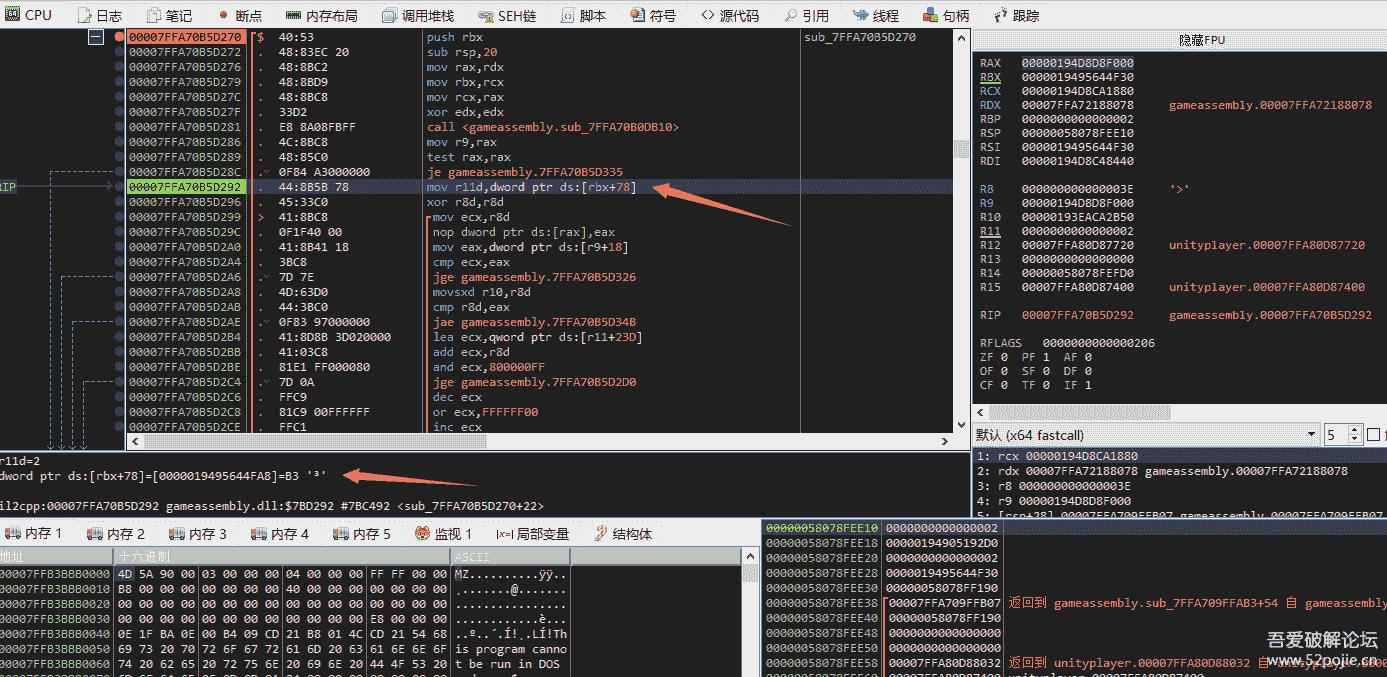 CPU 日志 笔记 断点 内存布局 调用堆栈 SEH链 脚本 符号 源代码 引用 线程 句柄 跟踪
00007FFA70B5D270 $ 40:53 push rbx sub_7FFA70B5D270
00007FFA70B5D272 . 48:83EC 20 sub rsp,20
00007FFA70B5D276 . 48:8BC2 mov rax,rdx
00007FFA70B5D279 . 48:8BD9 mov rbx,rcx
00007FFA70B5D27C . 48:8BC8 mov rcx,rax
00007FFA70B5D27F . 33D2 xor edx,edx
00007FFA70B5D281 . E8 8A08FBFF call <gameassembly.sub_7FFA70B0DB10>
00007FFA70B5D286 . 4C:8BC8 mov r9,rax
00007FFA70B5D289 . 48:85C0 test rax,rax
00007FFA70B5D28C . 0F84 A3000000 je gameassembly.7FFA70B5D335
RIP 00007FFA70B5D292 . 44:8B5B 78 mov r11d,dword ptr ds:[rbx+78]
00007FFA70B5D296 . 45:33C0 xor r8d,r8d
00007FFA70B5D299 > 41:8BC8 mov ecx,r8d
00007FFA70B5D29C . 0F1F40 00 nop dword ptr ds:[rax],eax
00007FFA70B5D2A0 . 41:8B41 18 mov eax,dword ptr ds:[r9+18]
00007FFA70B5D2A4 . 3BC8 cmp ecx,eax
00007FFA70B5D2A6 . 7D 7E jge gameassembly.7FFA70B5D326
00007FFA70B5D2A8 . 4D:63D0 movsxd r10,r8d
00007FFA70B5D2AB . 44:3BC0 cmp r8d,eax
00007FFA70B5D2AE . 0F83 97000000 jae gameassembly.7FFA70B5D34B
00007FFA70B5D2B4 . 41:8D8B 3D020000 lea ecx,qword ptr ds:[r11+23D]
00007FFA70B5D2BB . 41:03C8 add ecx,r8d
00007FFA70B5D2BE . 81E1 FF000080 and ecx,800000FF
00007FFA70B5D2C4 . 7D 0A jge gameassembly.7FFA70B5D2D0
00007FFA70B5D2C6 . FFC9 dec ecx
00007FFA70B5D2C8 . 81C9 00FFFFFF or ecx,FFFFFF00
00007FFA70B5D2CE . FFC1 inc ecx
隐藏FPU
RAX 00000194D8D8F000
RBX 0000019495644F30
RCX 00000194D8CA1880
RDX 00007FFA72188078 gameassembly.00007FFA72188078
RBP 0000000000000002
RSP 00000058078FEE10
RSI 0000019495644F30
RDI 00000194D8C48440
R8 000000000000003E '>'
R9 00000194D8D8F000
R10 00000193EACA2B50
R11 0000000000000002
R12 00007FFA80D87720 unityplayer.00007FFA80D87720
R13 0000000000000000
R14 00000058078FEFD0
R15 00007FFA80D87400 unityplayer.00007FFA80D87400
RIP 00007FFA70B5D292 gameassembly.00007FFA70B5D292
RFLAGS 0000000000000206
ZF 0 PF 1 AF 0
OF 0 SF 0 DF 0
CF 0 TF 0 IF 1
默认 (x64 fastcall) 5
1: rcx 00000194D8CA1880
2: rdx 00007FFA72188078 gameassembly.00007FFA72188078
3: r8 000000000000003E
4: r9 00000194D8D8F000
5: [rsp+28] 00007FFA709FFB07 gameassembly.00007FFA709FFB07
r11d=2
dword ptr ds:[rbx+78]=[0000019495644FA8]=B3 '³'
il2cpp:00007FFA70B5D292 gameassembly.dll:$7BD292 #7BC492 <sub_7FFA70B5D270+22>
内存 1 内存 2 内存 3 内存 4 内存 5 监视 1 局部变量 结构体
地址 十六进制 ASCII
00007FFB3BBB0000 4D 5A 90 00 03 00 00 00 04 00 00 00 FF FF 00 00 MZ..........ÿÿ..
00007FFB3BBB0010 B8 00 00 00 00 00 00 00 40 00 00 00 00 00 00 00 ¸.......@.......
00007FFB3BBB0020 00 00 00 00 00 00 00 00 00 00 00 00 00 00 00 00 ................
00007FFB3BBB0030 00 00 00 00 00 00 00 00 00 00 00 00 E8 00 00 00 ............è...
00007FFB3BBB0040 0E 1F BA 0E 00 B4 09 CD 21 B8 01 4C CD 21 54 68 ..º..´.Í!¸.LÍ!Th
00007FFB3BBB0050 69 73 20 70 72 6F 67 72 61 6D 20 63 61 6E 6E 6F is program canno
00007FFB3BBB0060 74 20 62 65 20 72 75 6E 20 69 6E 20 44 4F 53 20 t be run in DOS
00000058078FEE10 0000000000000002
00000058078FEE18 00000194905192D0
00000058078FEE20 0000000000000002
00000058078FEE28 0000019495644F30
00000058078FEE30 00000058078FF190
00000058078FEE38 00007FFA709FFB07 返回到 gameassembly.sub_7FFA709FFAB3+54 自 gameassembly
00000058078FEE40 00000058078FF190
00000058078FEE48 0000000000000000
00000058078FEE50 0000000000000000
00000058078FEE58 00007FFA80D88032 返回到 unityplayer.00007FFA80D88032 自
吾爱破解论坛
www.52pojie.cn